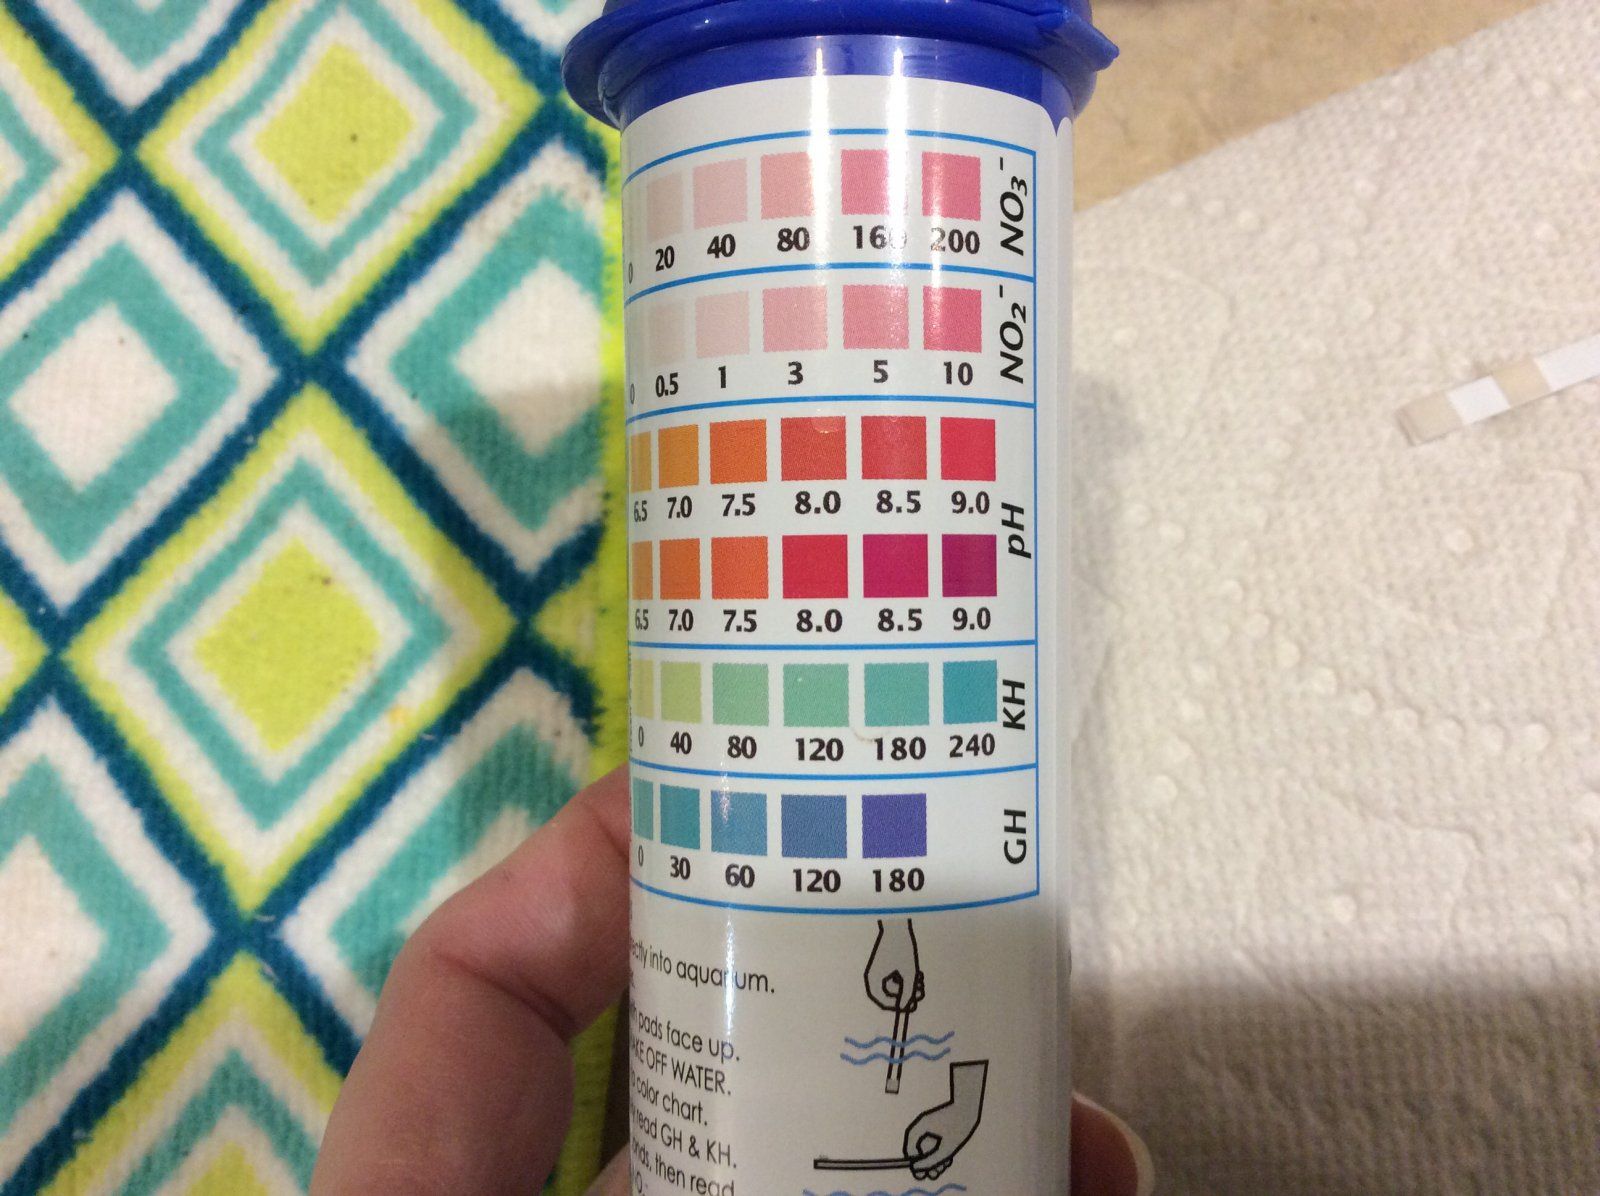 0 20 40 80 160 200 NO₃⁻
0 0.5 1 3 5 10 NO₂⁻
6.5 7.0 7.5 8.0 8.5 9.0
pH
6.5 7.0 7.5 8.0 8.5 9.0
0 40 80 120 180 240 KH
0 30 60 120 180 GH
into aquarium.
pads face up.
OFF WATER.
color chart.
read GH & KH.
then read